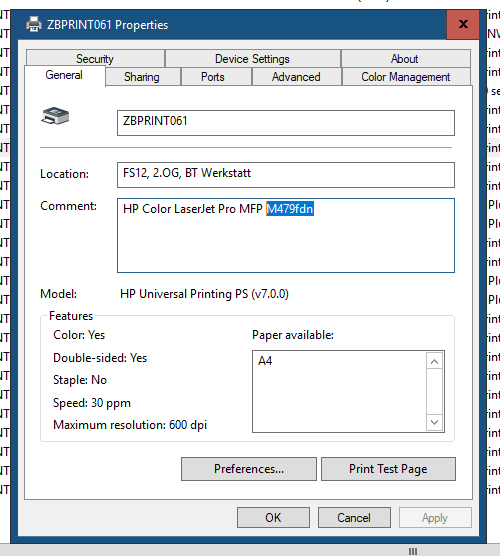 ZBPRINT061 Properties
Security Device Settings About
General Sharing Ports Advanced Color Management
ZBPRINT061
Location: FS12, 2.OG, BT Werkstatt
Comment: HP Color LaserJet Pro MFP M479fdn
Model: HP Universal Printing PS (v7.0.0)
Features
Color: Yes Paper available:
Double-sided: Yes A4
Staple: No
Speed: 30 ppm
Maximum resolution: 600 dpi
Preferences... Print Test Page
OK Cancel Apply